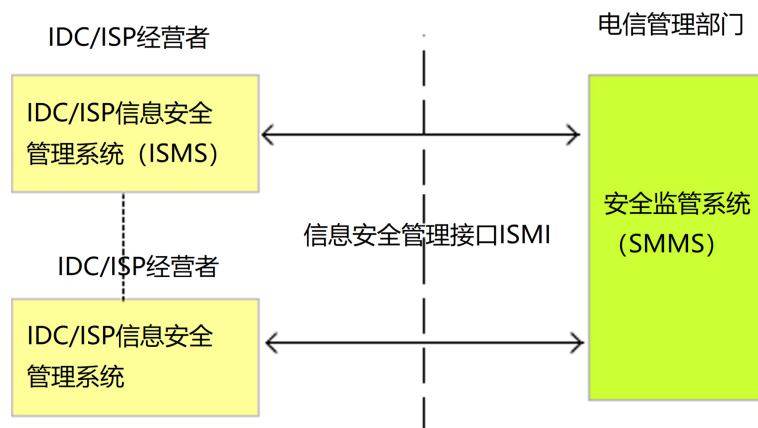 IDC/ISP经营者
电信管理部门
IDC/ISP信息安全
管理系统（ISMS）
安全监管系统
（SMMS）
信息安全管理接口ISMI
IDC/ISP经营者
IDC/ISP信息安全
管理系统